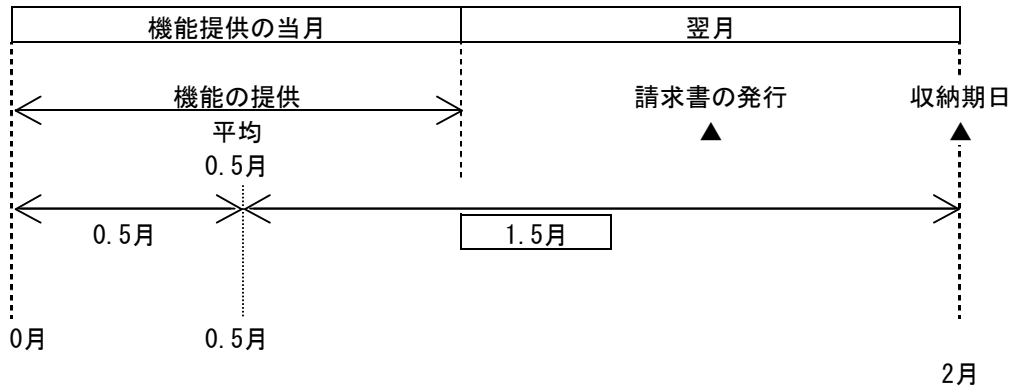 機能提供の当月 翌月
機能の提供 請求書の発行 収納期日
平均 ▲ ▲
0.5月
0.5月 1.5月
0月 0.5月
2月